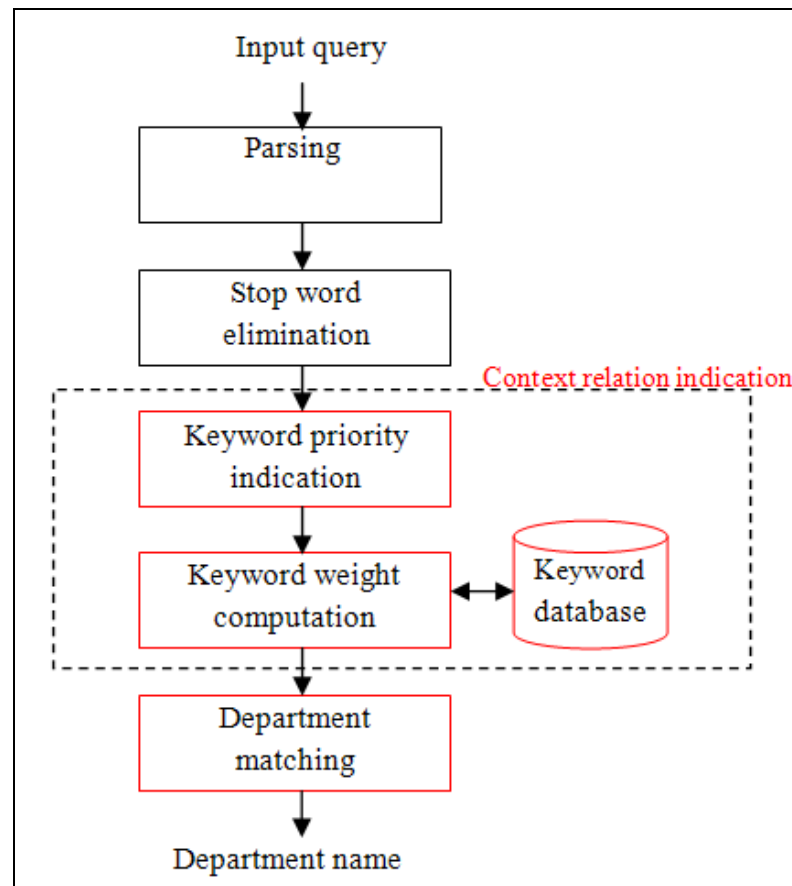 Input query
Parsing
Stop word
elimination
Context relation indication
Keyword priority
indication
Keyword weight
computation
Keyword
database
Department
matching
Department name